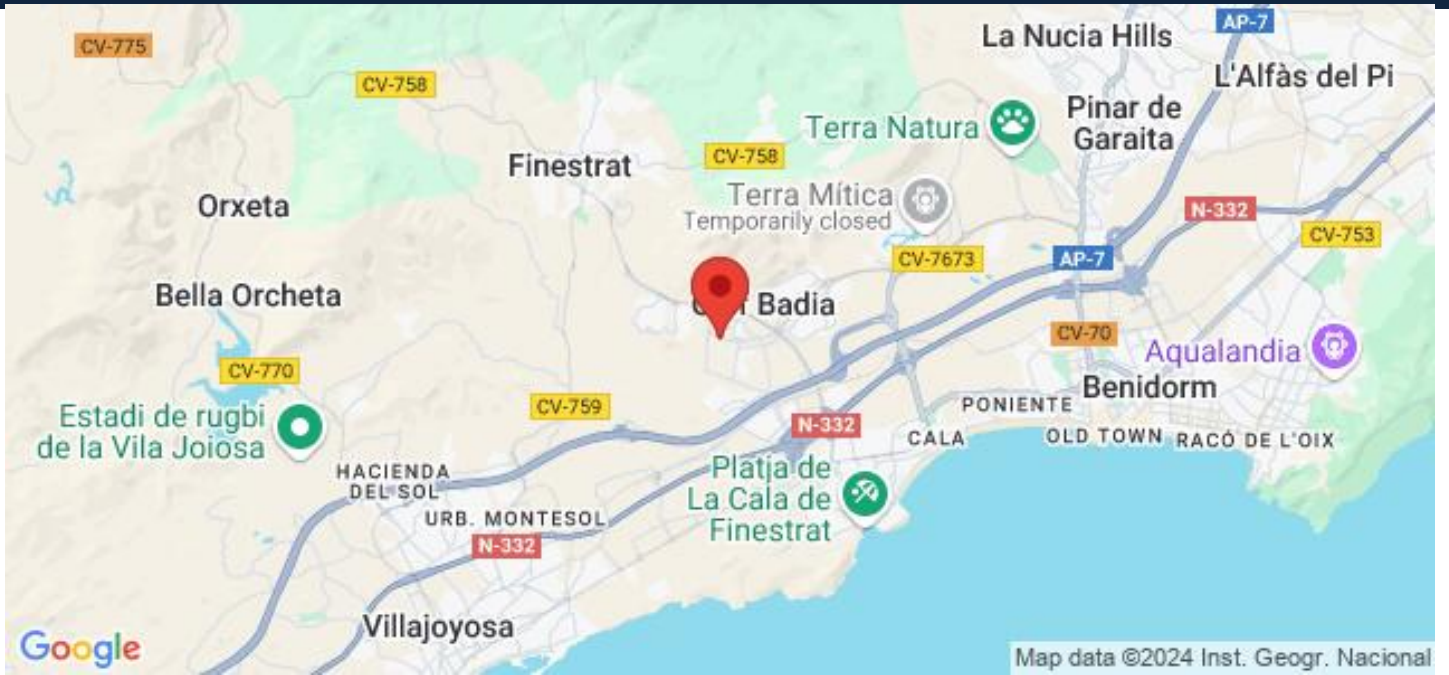 CV-775
La Nucia Hills
AP-7
CV-758
L'Alfàs del Pi
Terra Natura
Pinar de
Garaita
Finestrat
CV-758
Orxeta
Terra Mítica
Temporarily closed
N-332
CV-753
CV-7673
AP-7
Bella Orcheta
Badia
CV-70
Aqualandia
CV-770
Benidorm
CV-759
PONIENTE
Estadi de rugbi
de la Vila Joiosa
N-332
CALA
OLD TOWN
RACÓ DE L'OIX
HACIENDA
DEL SOL
Platja de
La Cala de
Finestrat
URB. MONTESOL
N-332
Villajoyosa
Google
Map data ©2024 Inst. Geogr. Nacional